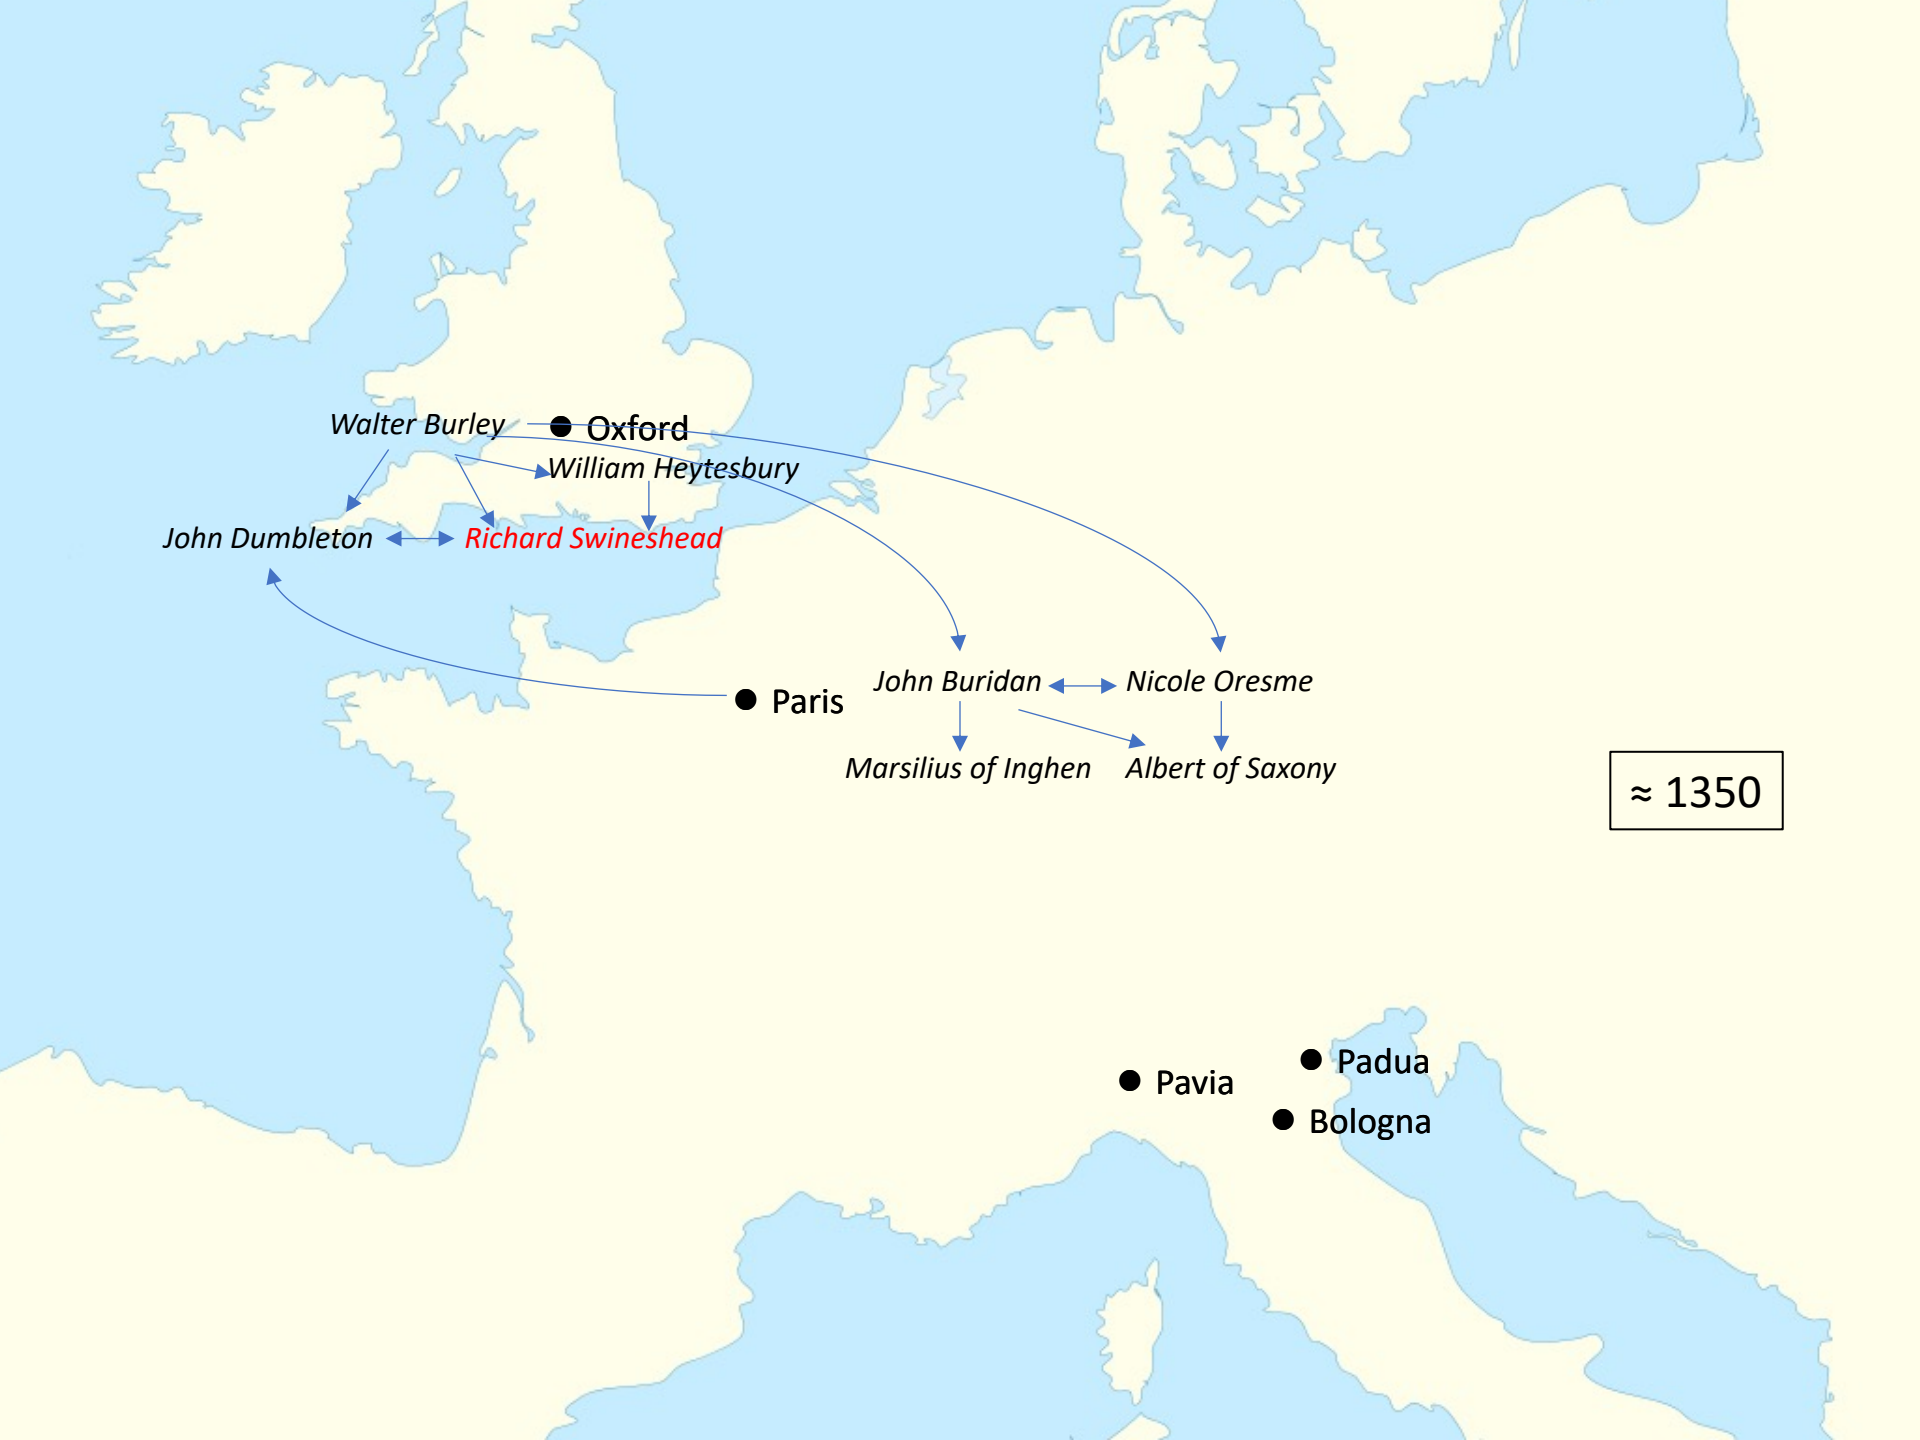 Walter Burley
Oxford
William Heytesbury
John Dumbleton
Richard Swineshead
John Buridan
Nicole Oresme
Paris
Marsilius of Inghen
Albert of Saxony
≈ 1350
Padua
Pavia
Bologna